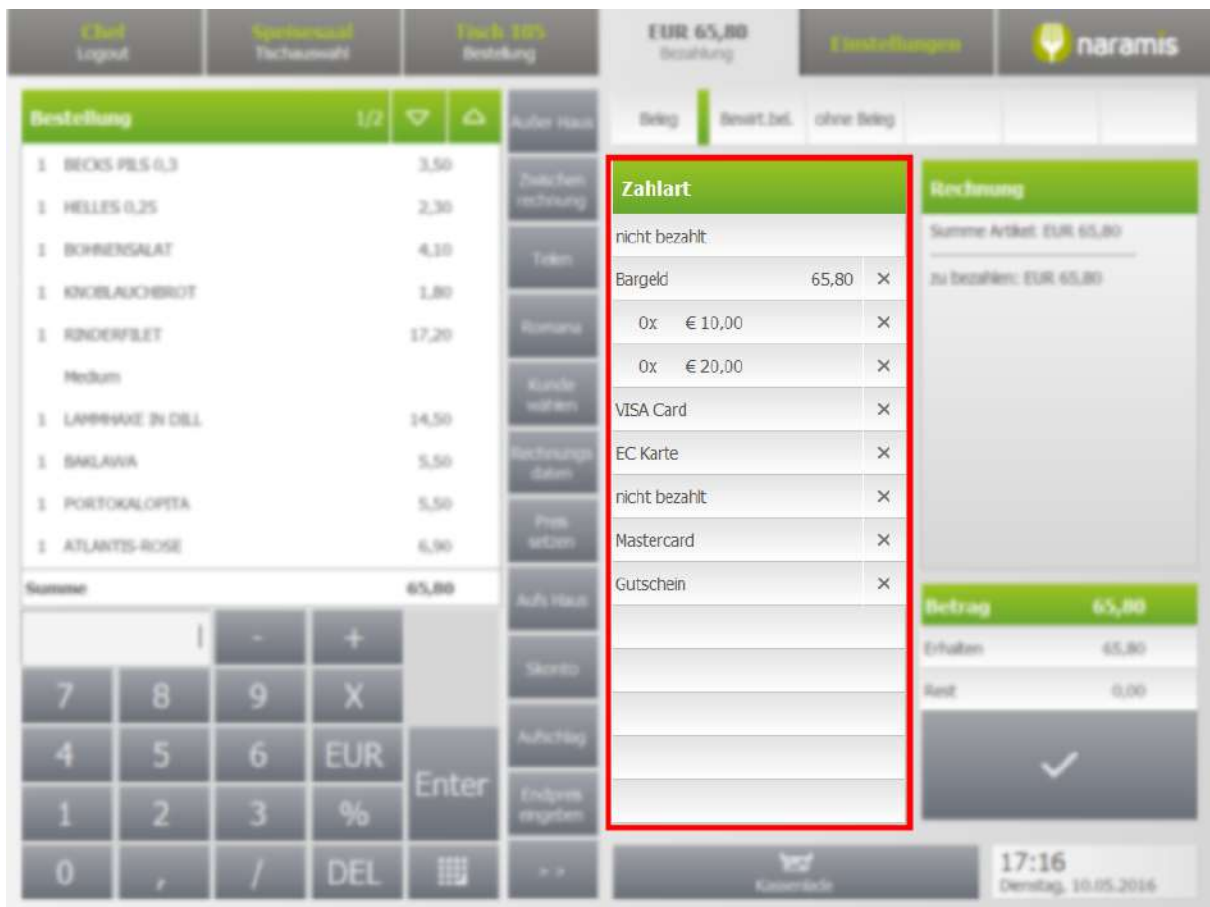 Chef
Logout
Speisesaal
Tischauswahl
Tisch 105
Bestellung
EUR 65,80
Bezahlung
Einstellungen
naramis
Bestellung 1/2
1 BECKS PILS 0,3 3,50
1 HELLES 0,25 2,30
1 BOHNENSALAT 4,10
1 KNOBLAUCHBROT 1,80
1 RINDERFILET 17,20
Medium
1 LAMMHAXE IN DILL 14,50
1 BAKLAWA 5,50
1 PORTOKALOPITA 5,50
1 ATLANTIS-ROSE 6,90
Summe 65,80
- +
7 8 9 X
4 5 6 EUR
Enter
1 2 3 %
0 , / DEL
Außer Haus
Zwischen
rechnung
Teilen
Romana
Kunde
wählen
Rechnungs
daten
Preis
setzen
Aufs Haus
Skonto
Aufschlag
Endpreis
eingeben
> >
Beleg Bewirt.bel. ohne Beleg
Zahlart
nicht bezahlt
Bargeld 65,80 ×
0x € 10,00 ×
0x € 20,00 ×
VISA Card ×
EC Karte ×
nicht bezahlt ×
Mastercard ×
Gutschein ×
Rechnung
Summe Artikel: EUR 65,80
zu bezahlen: EUR 65,80
Betrag 65,80
Erhalten 65,80
Rest 0,00
Kassenlade
17:16
Dienstag, 10.05.2016